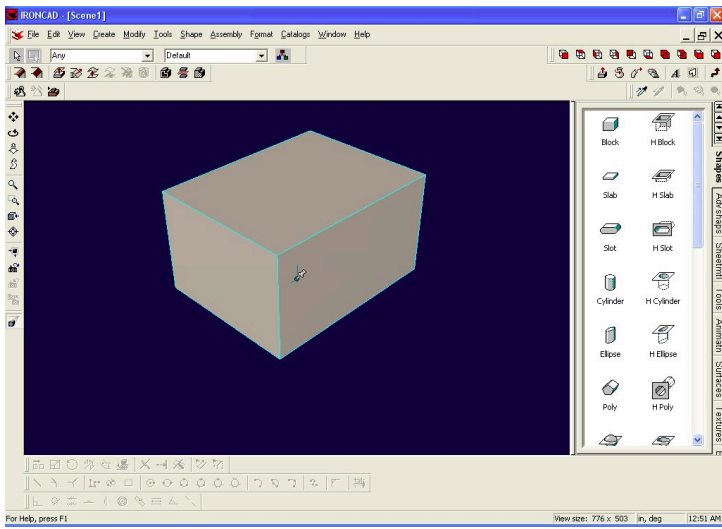 IRONCAD - [Scene1]
File Edit View Create Modify Tools Shape Assembly Format Catalogs Window Help
Any Default
Block H Block
Slab H Slab
Slot H Slot
Cylinder H Cylinder
Ellipse H Ellipse
Poly H Poly
Shapes
Adv shaps
Sheetmtl
Tools
Animatn
Surfaces
Textures
For Help, press F1 View size: 776 x 503 in, deg 12:51 AM